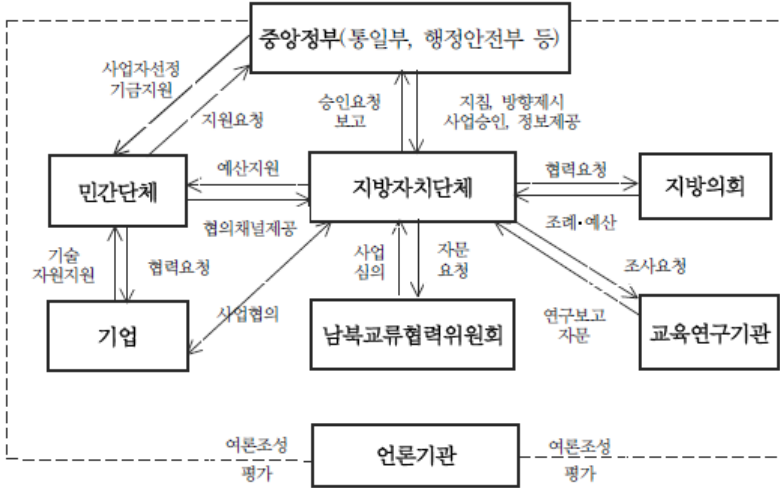 중앙정부(통일부, 행정안전부 등)
사업자선정
기금지원
지원요청
승인요청
보고
지침, 방향제시
사업승인, 정보제공
민간단체
예산지원
협의채널제공
지방자치단체
협력요청
조례·예산
지방의회
기술
자원지원
협력요청
사업협의
사업
심의
자문
요청
조사요청
연구보고
자문
기업
남북교류협력위원회
교육연구기관
여론조성
평가
언론기관
여론조성
평가